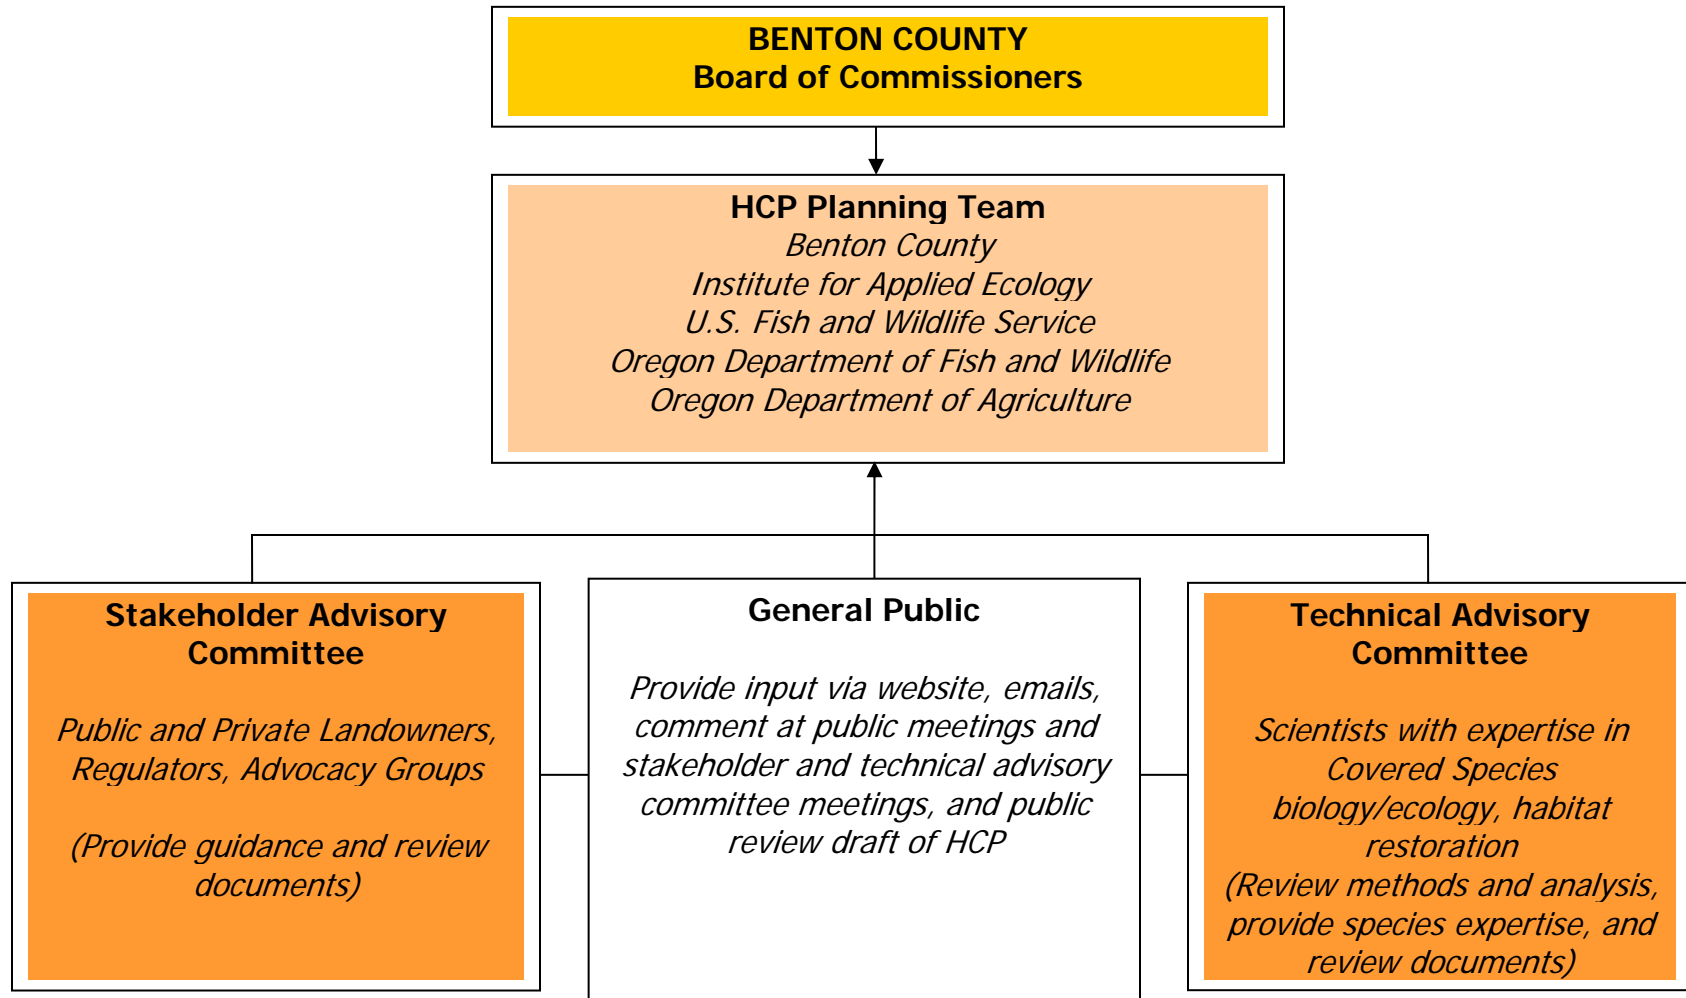 BENTON COUNTY
Board of Commissioners
HCP Planning Team
Benton County
Institute for Applied Ecology
U.S. Fish and Wildlife Service
Oregon Department of Fish and Wildlife
Oregon Department of Agriculture
Stakeholder Advisory
Committee
Public and Private Landowners,
Regulators, Advocacy Groups
(Provide guidance and review
documents)
General Public
Provide input via website, emails,
comment at public meetings and
stakeholder and technical advisory
committee meetings, and public
review draft of HCP
Technical Advisory
Committee
Scientists with expertise in
Covered Species
biology/ecology, habitat
restoration
(Review methods and analysis,
provide species expertise, and
review documents)